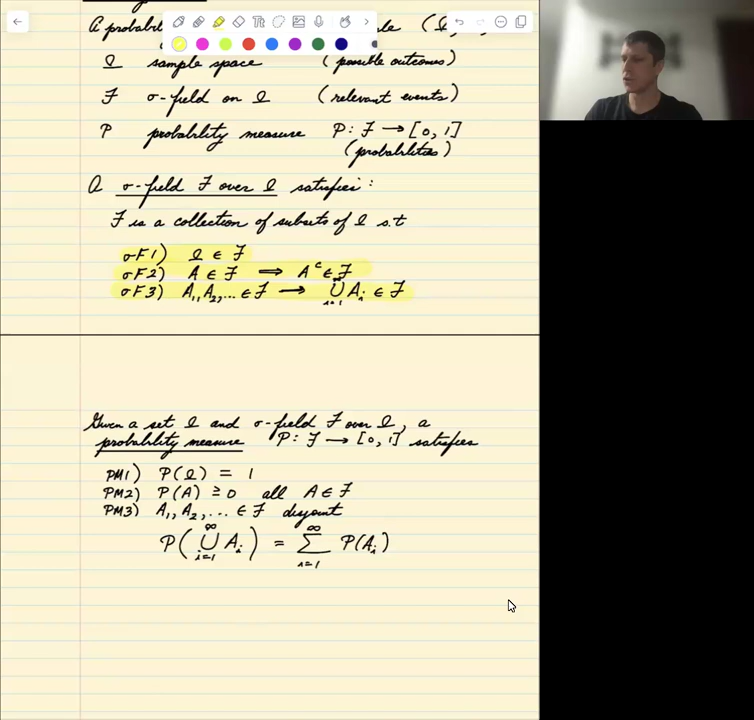 A probab
Ω sample space (possible outcomes)
F σ-field on Ω (relevant events)
P probability measure P: F → [0, 1]
(probabilities)
A σ-field F over Ω satisfies:
F is a collection of subsets of Ω s.t
σF1) Ω ∈ F
σF2) A ∈ F ⟹ A^c ∈ F
σF3) A₁, A₂, ... ∈ F → ∞⋃i=1 Aᵢ ∈ F
Given a set Ω and σ-field F over Ω, a
probability measure P: F → [0, 1] satisfies
PM1) P(Ω) = 1
PM2) P(A) ≥ 0 all A ∈ F
PM3) A₁, A₂, ... ∈ F disjoint
P(∞⋃i=1 Aᵢ) = ∞∑i=1 P(Aᵢ)